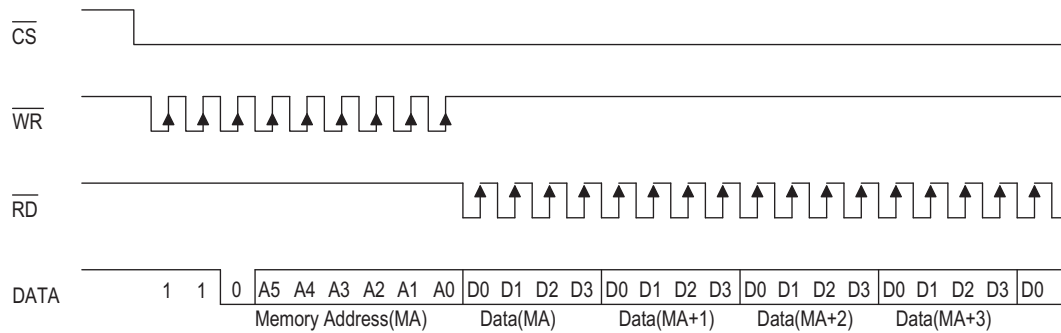 CS
WR
RD
DATA 1 1 0 A5 A4 A3 A2 A1 A0 D0 D1 D2 D3 D0 D1 D2 D3 D0 D1 D2 D3 D0 D1 D2 D3 D0
Memory Address(MA) Data(MA) Data(MA+1) Data(MA+2) Data(MA+3)